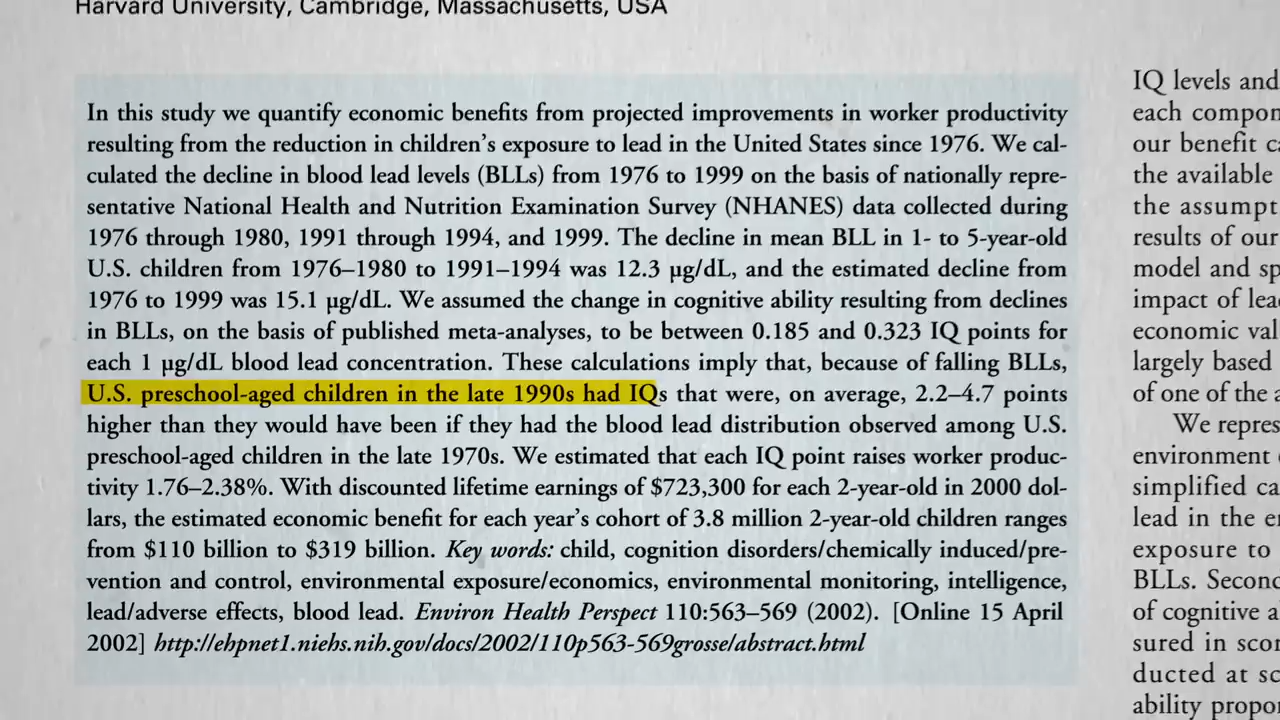 Harvard University, Cambridge, Massachusetts, USA
In this study we quantify economic benefits from projected improvements in worker productivity
resulting from the reduction in children's exposure to lead in the United States since 1976. We cal-
culated the decline in blood lead levels (BLLs) from 1976 to 1999 on the basis of nationally repre-
sentative National Health and Nutrition Examination Survey (NHANES) data collected during
1976 through 1980, 1991 through 1994, and 1999. The decline in mean BLL in 1- to 5-year-old
U.S. children from 1976–1980 to 1991–1994 was 12.3 µg/dL, and the estimated decline from
1976 to 1999 was 15.1 µg/dL. We assumed the change in cognitive ability resulting from declines
in BLLs, on the basis of published meta-analyses, to be between 0.185 and 0.323 IQ points for
each 1 µg/dL blood lead concentration. These calculations imply that, because of falling BLLs,
U.S. preschool-aged children in the late 1990s had IQs that were, on average, 2.2–4.7 points
higher than they would have been if they had the blood lead distribution observed among U.S.
preschool-aged children in the late 1970s. We estimated that each IQ point raises worker produc-
tivity 1.76–2.38%. With discounted lifetime earnings of $723,300 for each 2-year-old in 2000 dol-
lars, the estimated economic benefit for each year's cohort of 3.8 million 2-year-old children ranges
from $110 billion to $319 billion. Key words: child, cognition disorders/chemically induced/pre-
vention and control, environmental exposure/economics, environmental monitoring, intelligence,
lead/adverse effects, blood lead. Environ Health Perspect 110:563–569 (2002). [Online 15 April
2002] http://ehpnet1.niehs.nih.gov/docs/2002/110p563-569grosse/abstract.html
IQ levels and
each
our benefit
the available
the
results of our
model and
impact of
economic
largely based
of one of the
We
environment
simplified
lead in the
exposure to
BLLs.
of cognitive
sured in
ducted at
ability